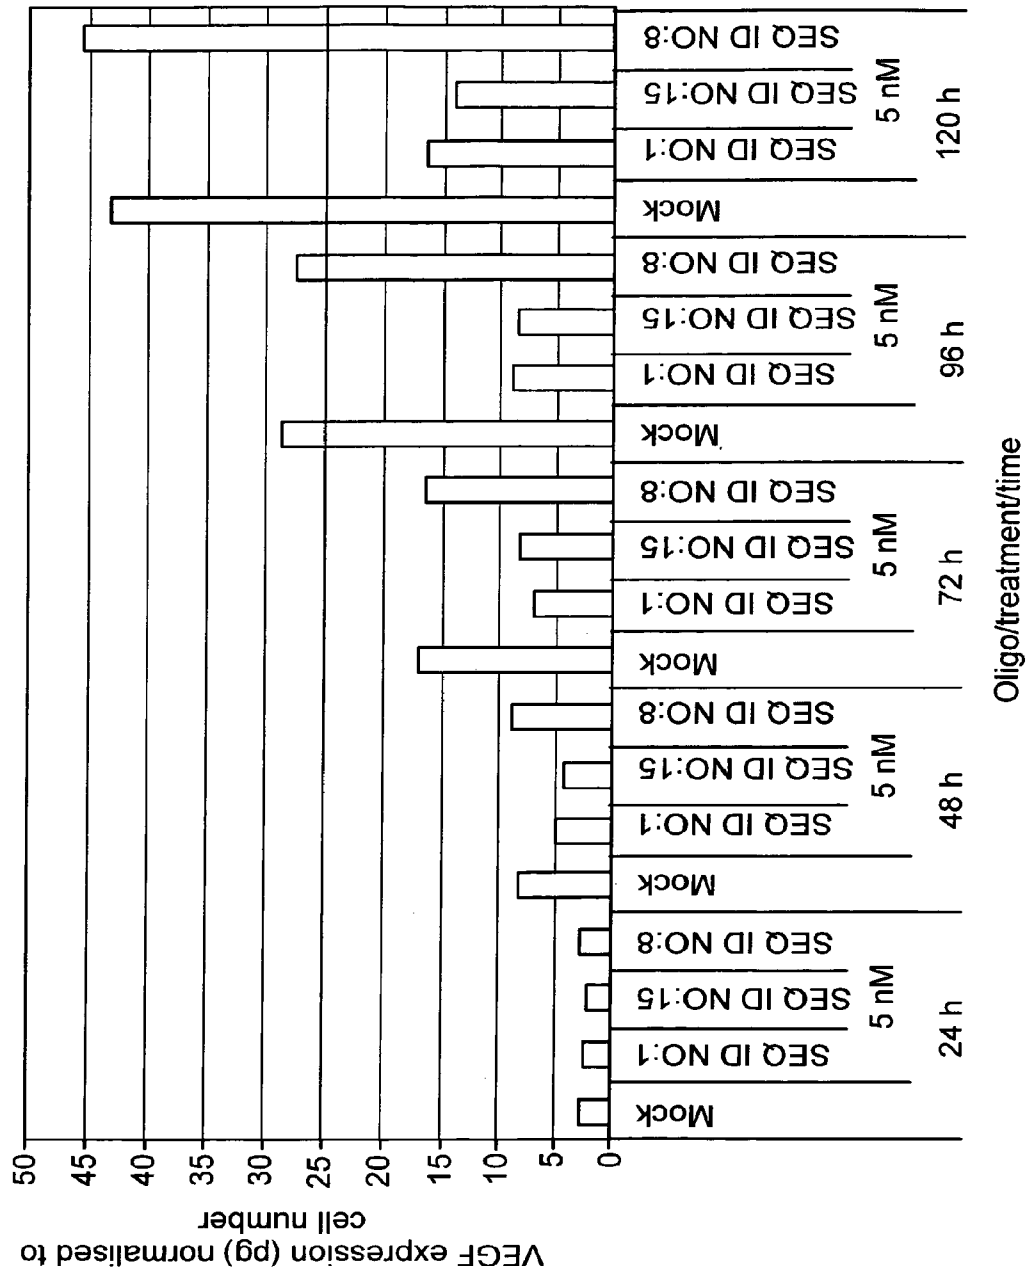 VEGF expression (pg) normalised to
cell number
50
45
40
35
30
25
20
15
10
5
0
Mock
SEQ ID NO:1
SEQ ID NO:15
SEQ ID NO:8
Mock
SEQ ID NO:1
SEQ ID NO:15
SEQ ID NO:8
Mock
SEQ ID NO:1
SEQ ID NO:15
SEQ ID NO:8
Mock
SEQ ID NO:1
SEQ ID NO:15
SEQ ID NO:8
Mock
SEQ ID NO:1
SEQ ID NO:15
SEQ ID NO:8
5 nM
5 nM
5 nM
5 nM
5 nM
24 h
48 h
72 h
96 h
120 h
Oligo/treatment/time